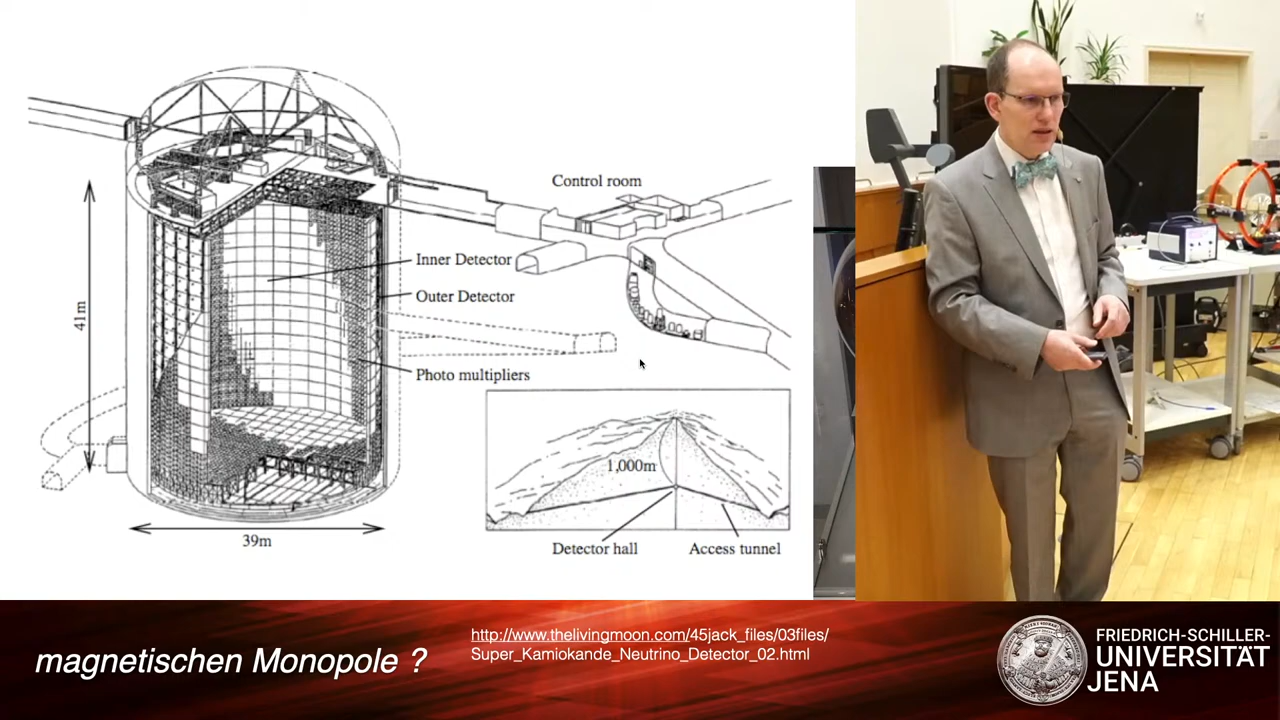 Control room
Inner Detector
Outer Detector
41m
Photo multipliers
1,000m
39m
Detector hall
Access tunnel
magnetischen Monopole ?
http://www.thelivingmoon.com/45jack_files/03files/
Super_Kamiokande_Neutrino_Detector_02.html
FRIEDRICH-SCHILLER-
UNIVERSITÄT
JENA